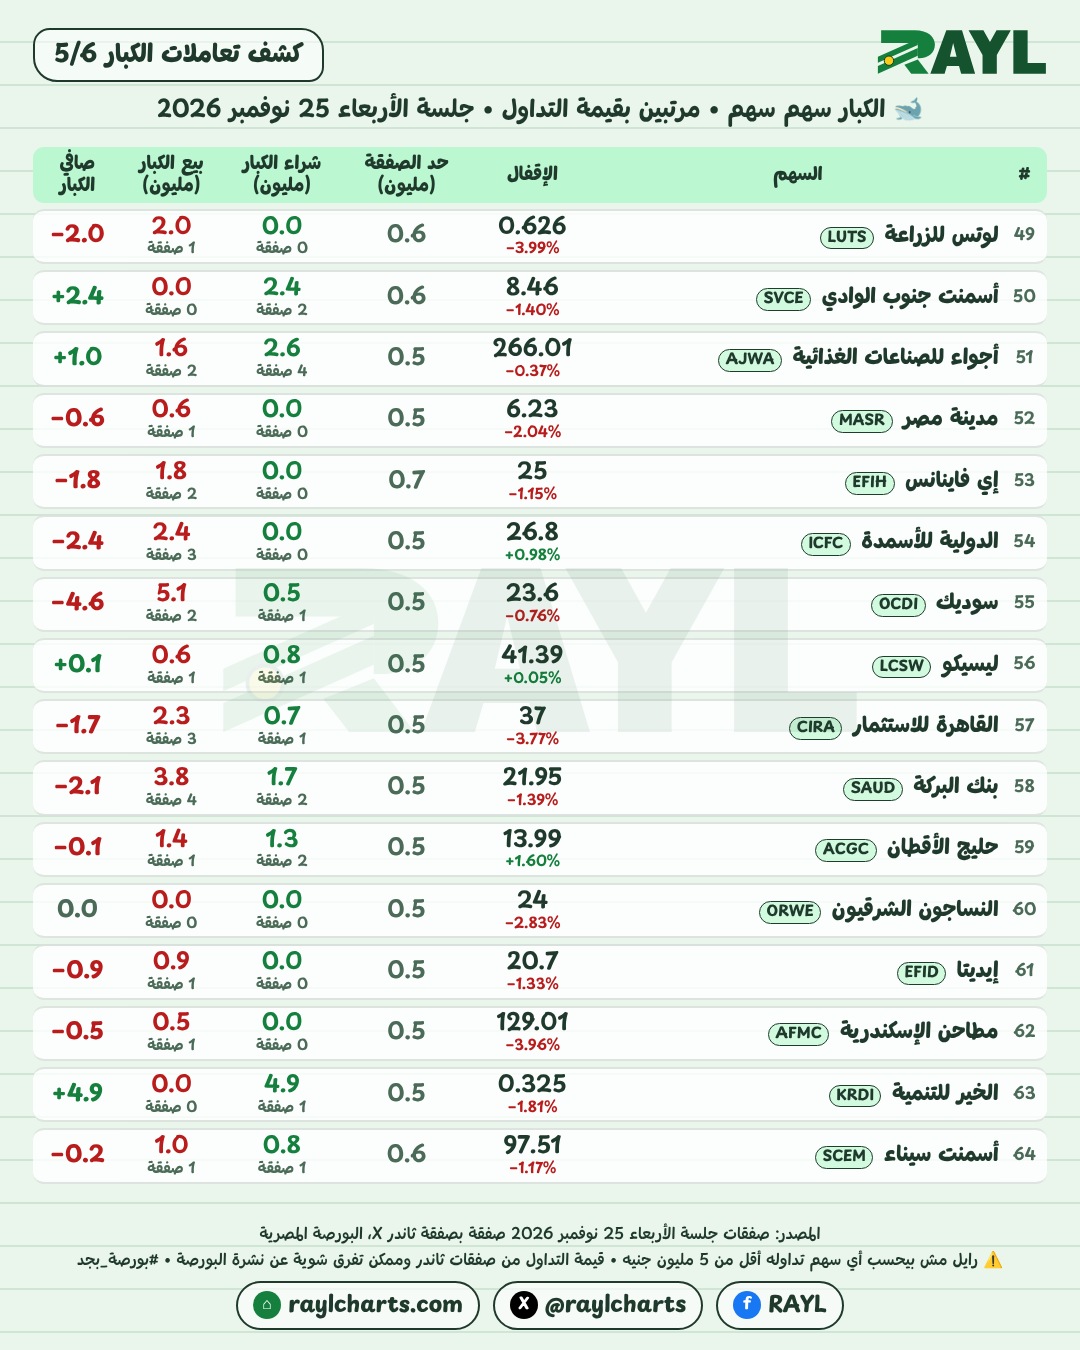 RAYL
كشف تعاملات الكبار 5/6
🐋 الكبار سهم سهم • مرتبين بقيمة التداول • جلسة الأربعاء 25 نوفمبر 2026
# السهم الإقفال حد الصفقة (مليون) شراء الكبار (مليون) بيع الكبار (مليون) صافي الكبار
49 لوتس للزراعة LUTS 0.626 −3.99% 0.6 0.0 0 صفقة 2.0 1 صفقة −2.0
50 أسمنت جنوب الوادي SVCE 8.46 −1.40% 0.6 2.4 2 صفقة 0.0 0 صفقة +2.4
51 أجواء للصناعات الغذائية AJWA 266.01 −0.37% 0.5 2.6 4 صفقة 1.6 2 صفقة +1.0
52 مدينة مصر MASR 6.23 −2.04% 0.5 0.0 0 صفقة 0.6 1 صفقة −0.6
53 إي فاينانس EFIH 25 −1.15% 0.7 0.0 0 صفقة 1.8 2 صفقة −1.8
54 الدولية للأسمدة ICFC 26.8 +0.98% 0.5 0.0 0 صفقة 2.4 3 صفقة −2.4
55 سوديك OCDI 23.6 −0.76% 0.5 0.5 1 صفقة 5.1 2 صفقة −4.6
56 ليسيكو LCSW 41.39 +0.05% 0.5 0.8 1 صفقة 0.6 1 صفقة +0.1
57 القاهرة للاستثمار CIRA 37 −3.77% 0.5 0.7 1 صفقة 2.3 3 صفقة −1.7
58 بنك البركة SAUD 21.95 −1.39% 0.5 1.7 2 صفقة 3.8 4 صفقة −2.1
59 حليج الأقطان ACGC 13.99 +1.60% 0.5 1.3 2 صفقة 1.4 1 صفقة −0.1
60 النساجون الشرقيون ORWE 24 −2.83% 0.5 0.0 0 صفقة 0.0 0 صفقة 0.0
61 إيديتا EFID 20.7 −1.33% 0.5 0.0 0 صفقة 0.9 1 صفقة −0.9
62 مطاحن الإسكندرية AFMC 129.01 −3.96% 0.5 0.0 0 صفقة 0.5 1 صفقة −0.5
63 الخير للتنمية KRDI 0.325 −1.81% 0.5 4.9 1 صفقة 0.0 0 صفقة +4.9
64 أسمنت سيناء SCEM 97.51 −1.17% 0.6 0.8 1 صفقة 1.0 1 صفقة −0.2
المصدر: صفقات جلسة الأربعاء 25 نوفمبر 2026 صفقة بصفقة ثاندر X، البورصة المصرية
⚠️ رايل مش بيحسب أي سهم تداوله أقل من 5 مليون جنيه • قيمة التداول من صفقات ثاندر وممكن تفرق شوية عن نشرة البورصة • #بورصة_بجد
raylcharts.com @raylcharts RAYL